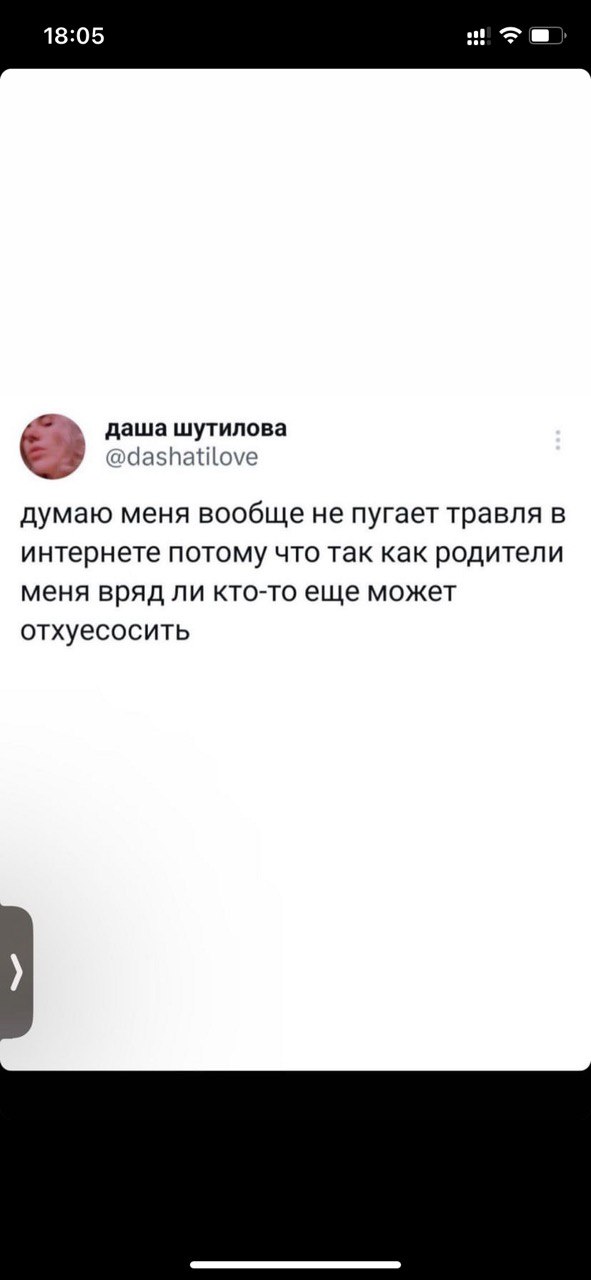 18:05
даша шутилова
@dashatilove
думаю меня вообще не пугает травля в
интернете потому что так как родители
меня вряд ли кто-то еще может
отхуесосить